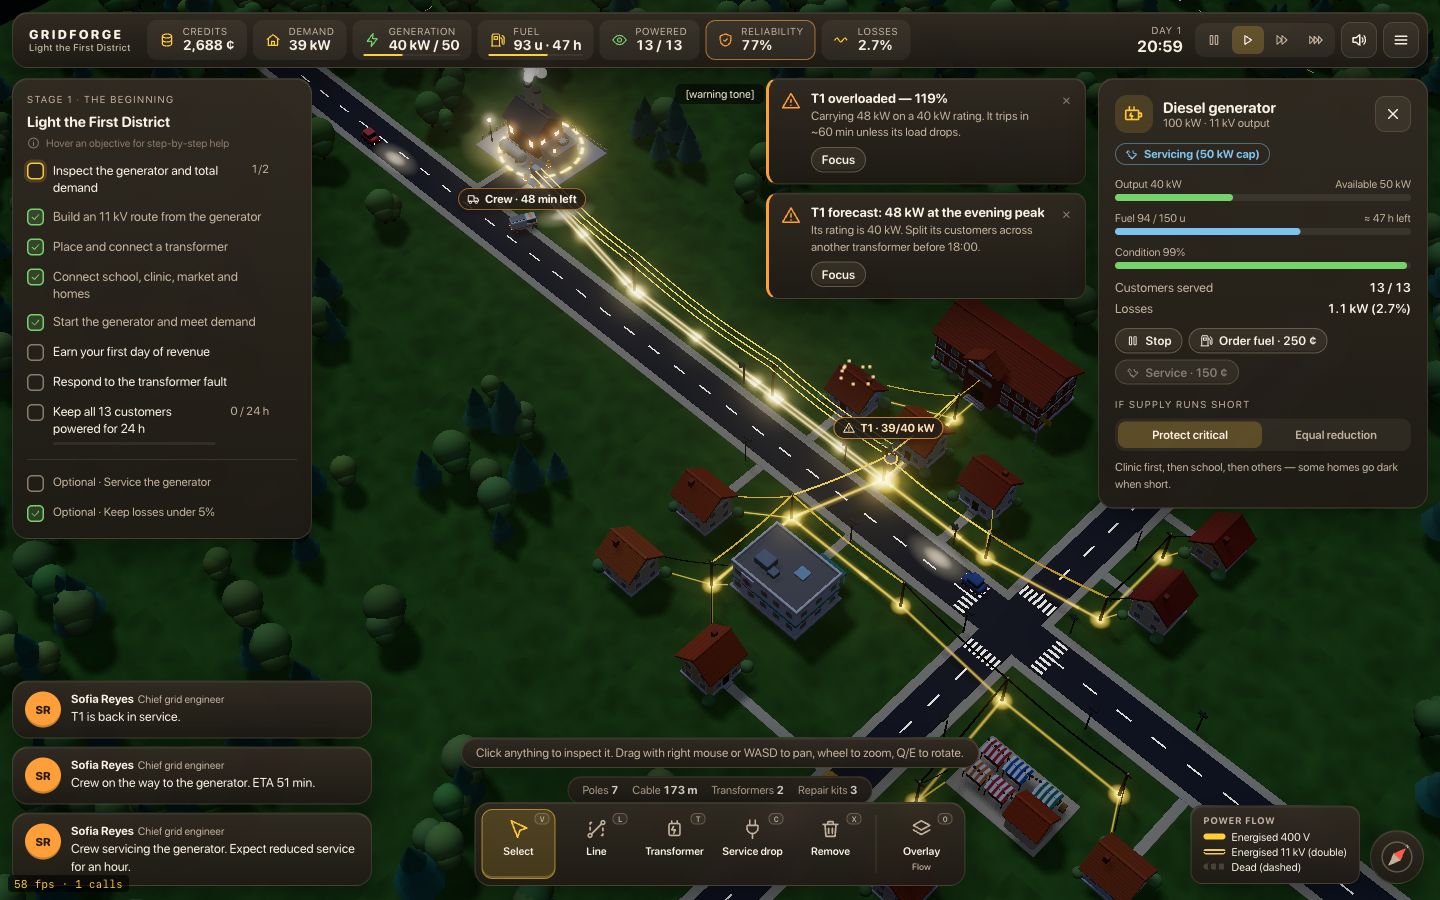 GRIDFORGE
Light the First District
CREDITS
2,688 ¢
DEMAND
39 kW
GENERATION
40 kW / 50
FUEL
93 u · 47 h
POWERED
13 / 13
RELIABILITY
77%
LOSSES
2.7%
DAY 1
20:59
STAGE 1 · THE BEGINNING
Light the First District
Hover an objective for step-by-step help
Inspect the generator and total demand
1/2
Build an 11 kV route from the generator
Place and connect a transformer
Connect school, clinic, market and homes
Start the generator and meet demand
Earn your first day of revenue
Respond to the transformer fault
Keep all 13 customers powered for 24 h
0 / 24 h
Optional · Service the generator
Optional · Keep losses under 5%
[warning tone]
T1 overloaded — 119%
Carrying 48 kW on a 40 kW rating. It trips in
~60 min unless its load drops.
Focus
T1 forecast: 48 kW at the evening peak
Its rating is 40 kW. Split its customers across
another transformer before 18:00.
Focus
Diesel generator
100 kW · 11 kV output
Servicing (50 kW cap)
Output 40 kW
Available 50 kW
Fuel 94 / 150 u
≈ 47 h left
Condition 99%
Customers served
13 / 13
Losses
1.1 kW (2.7%)
Stop
Order fuel · 250 ¢
Service · 150 ¢
IF SUPPLY RUNS SHORT
Protect critical
Equal reduction
Clinic first, then school, then others — some homes go dark
when short.
Crew · 48 min left
T1 · 39/40 kW
SR
Sofia Reyes Chief grid engineer
T1 is back in service.
SR
Sofia Reyes Chief grid engineer
Crew on the way to the generator. ETA 51 min.
SR
Sofia Reyes Chief grid engineer
Crew servicing the generator. Expect reduced service
for an hour.
58 fps · 1 calls
Click anything to inspect it. Drag with right mouse or WASD to pan, wheel to zoom, Q/E to rotate.
Poles 7 Cable 173 m Transformers 2 Repair kits 3
V
Select
L
Line
T
Transformer
C
Service drop
X
Remove
O
Overlay
Flow
POWER FLOW
Energised 400 V
Energised 11 kV (double)
Dead (dashed)